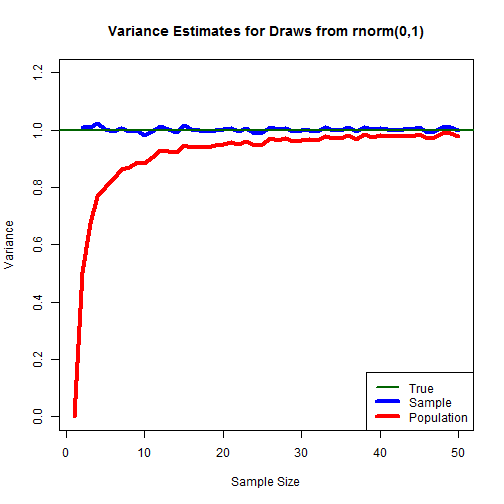 Variance Estimates for Draws from rnorm(0,1)
Variance
1.2
1.0
0.8
0.6
0.4
0.2
0.0
True
Sample
Population
0 10 20 30 40 50
Sample Size